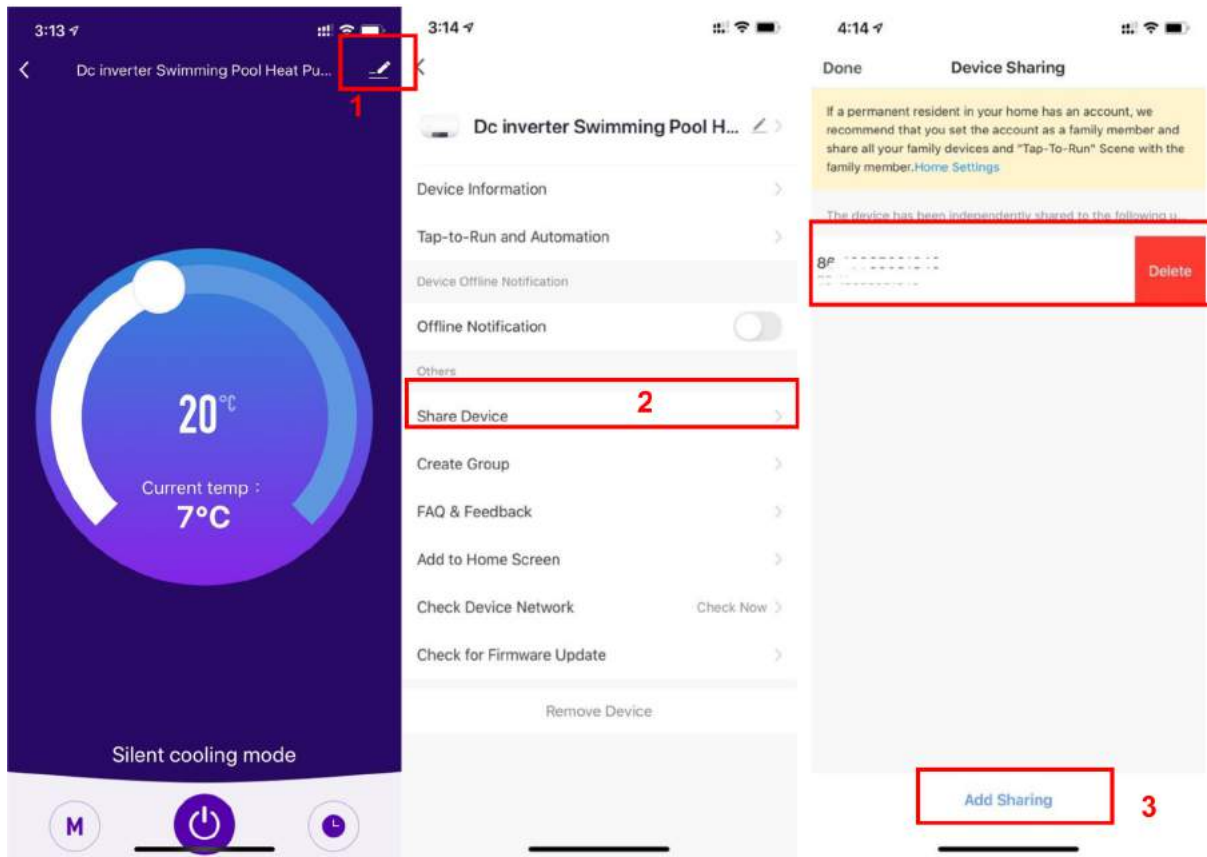 3:13
Dc inverter Swimming Pool Heat Pu...
1
20°C
Current temp :
7°C
Silent cooling mode
M
3:14
Dc inverter Swimming Pool H...
Device Information
Tap-to-Run and Automation
Device Offline Notification
Offline Notification
Others
Share Device
2
Create Group
FAQ & Feedback
Add to Home Screen
Check Device Network Check Now
Check for Firmware Update
Remove Device
4:14
Done Device Sharing
If a permanent resident in your home has an account, we
recommend that you set the account as a family member and
share all your family devices and "Tap-To-Run" Scene with the
family member.Home Settings
The device has been independently shared to the following u...
Delete
Add Sharing
3